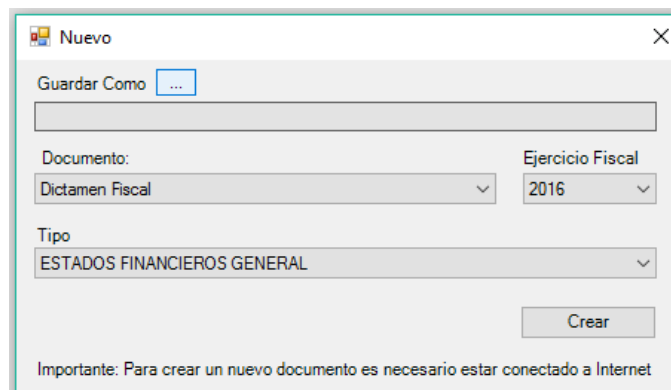 Nuevo
Guardar Como ...
Documento: Ejercicio Fiscal
Dictamen Fiscal 2016
Tipo
ESTADOS FINANCIEROS GENERAL
Crear
Importante: Para crear un nuevo documento es necesario estar conectado a Internet